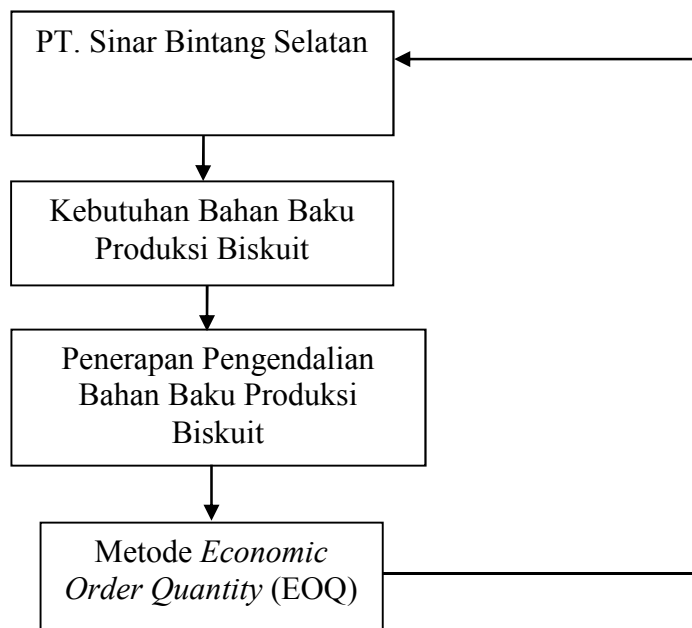 PT. Sinar Bintang Selatan
Kebutuhan Bahan Baku
Produksi Biskuit
Penerapan Pengendalian
Bahan Baku Produksi
Biskuit
Metode Economic
Order Quantity (EOQ)